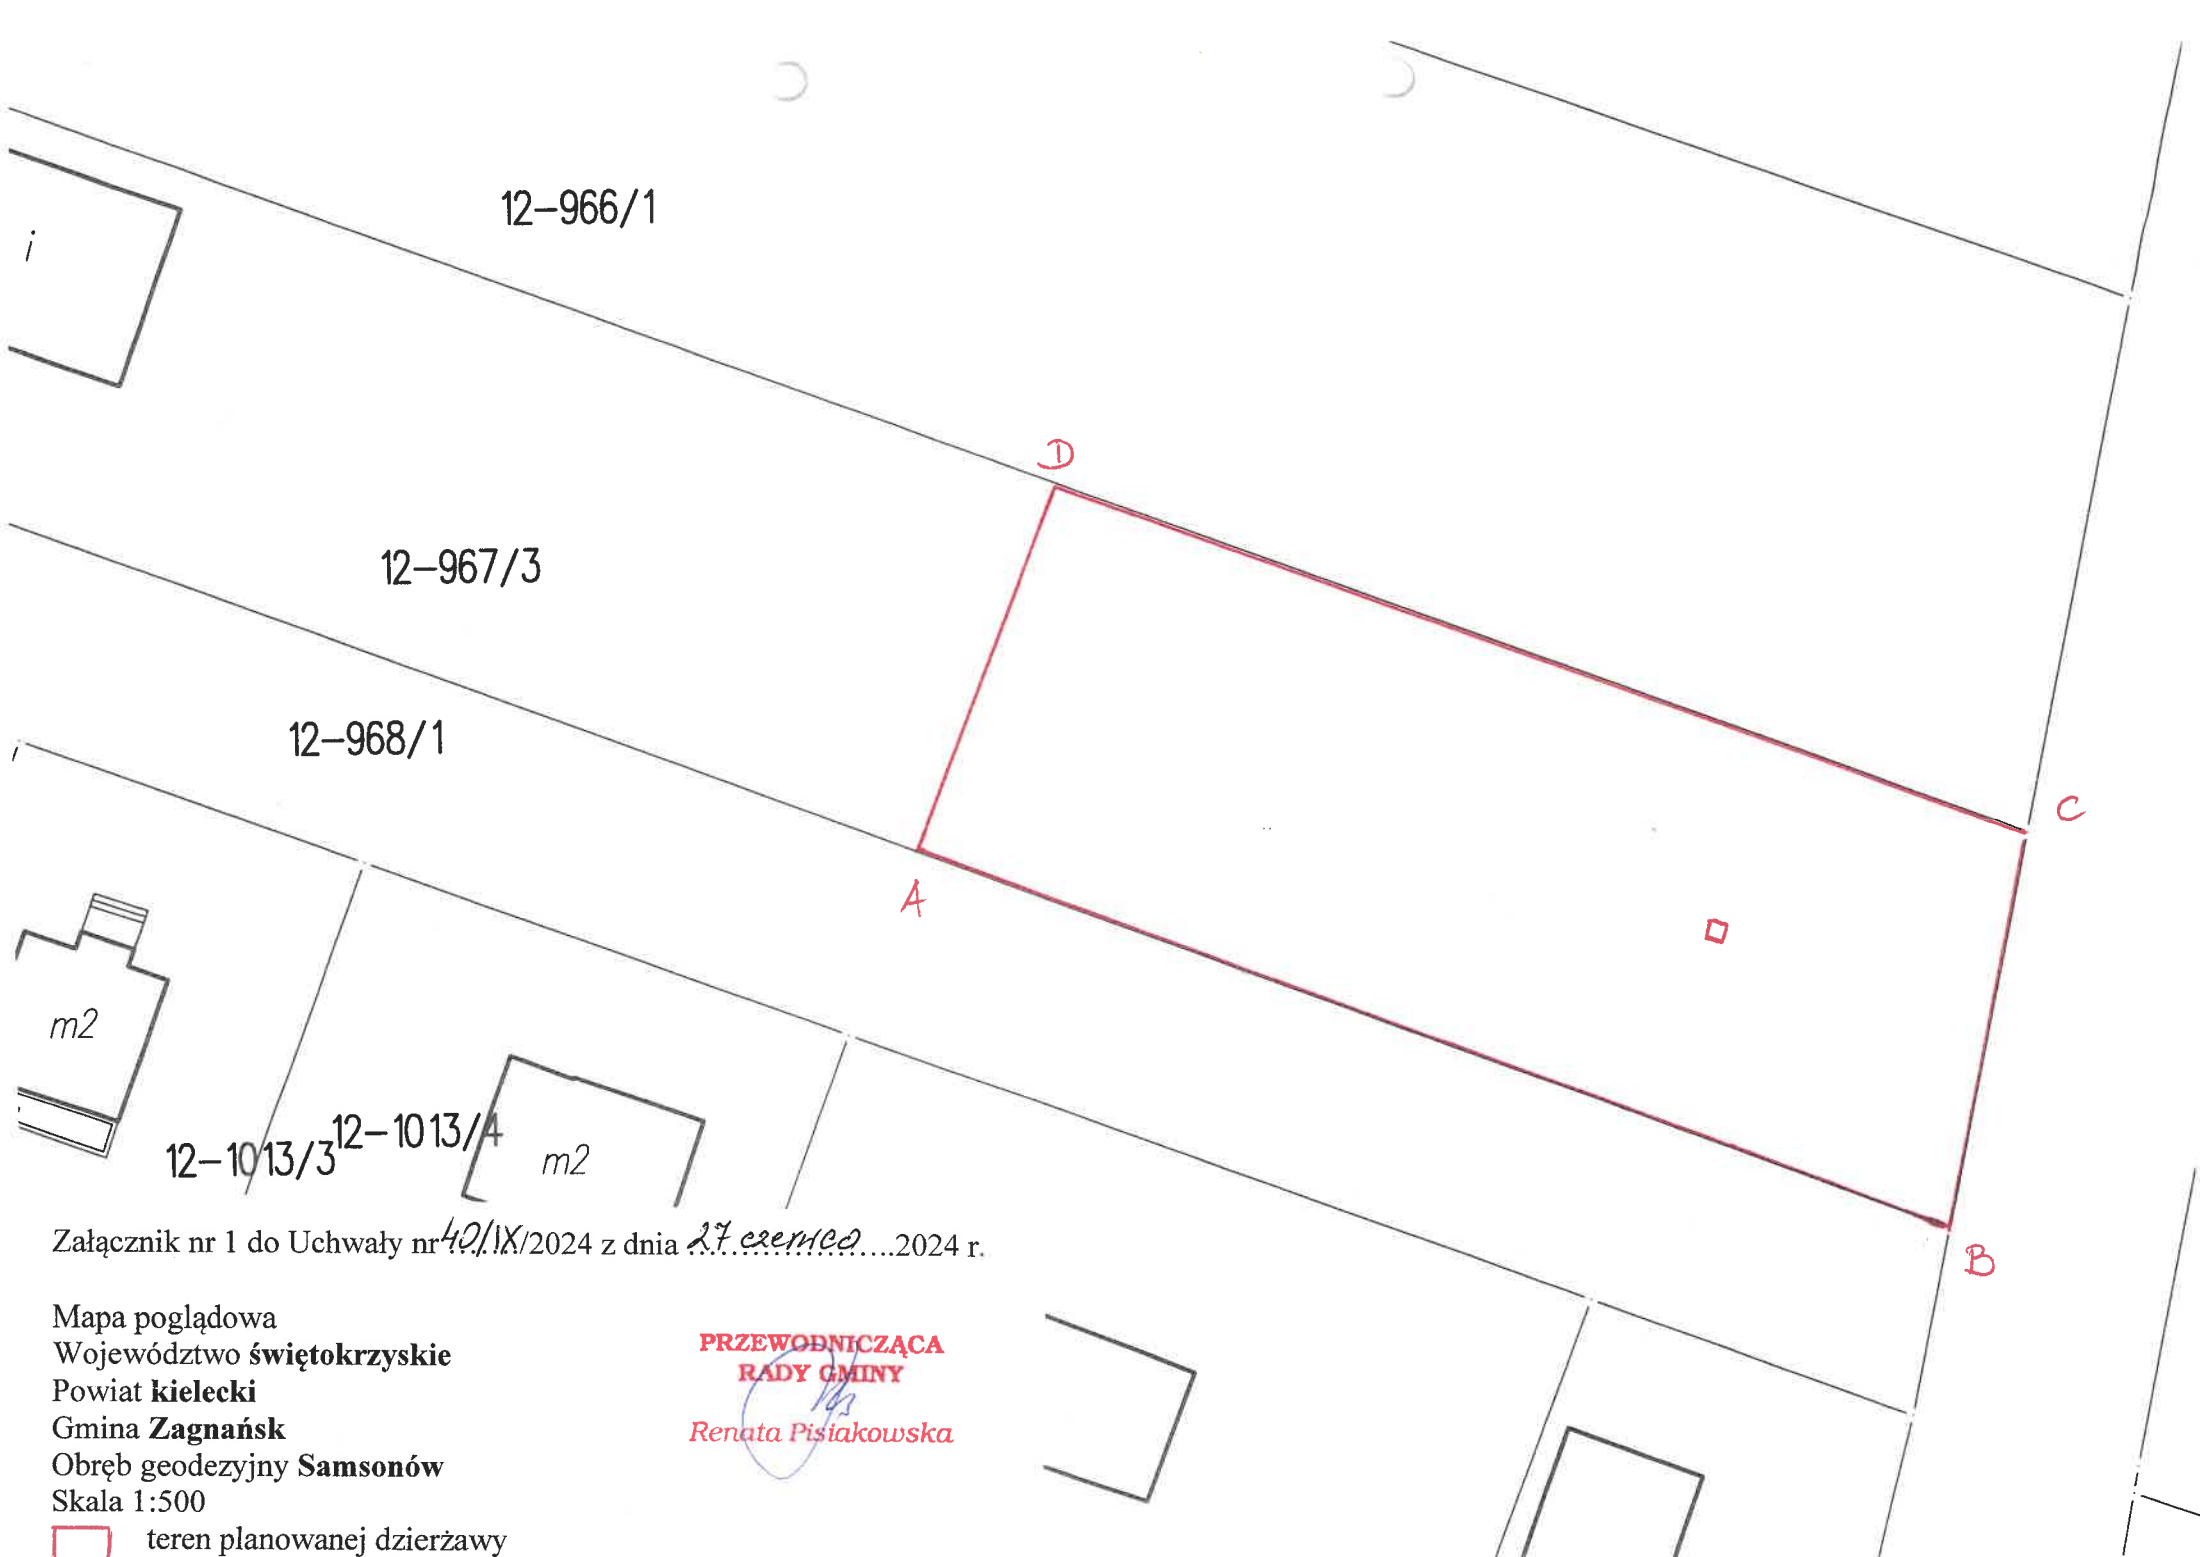 12-966/1
i
D
12-967/3
12-968/1
C
A
m2
12-1013/4
12-1013/3
m2
Załącznik nr 1 do Uchwały nr 40/IX/2024 z dnia 27 czerwca 2024 r.
B
Mapa poglądowa
Województwo świętokrzyskie
Powiat kielecki
Gmina Zagnańsk
Obręb geodezyjny Samsonów
Skala 1:500
teren planowanej dzierżawy
PRZEWODNICZĄCA
RADY GMINY
Renata Pisiakowska